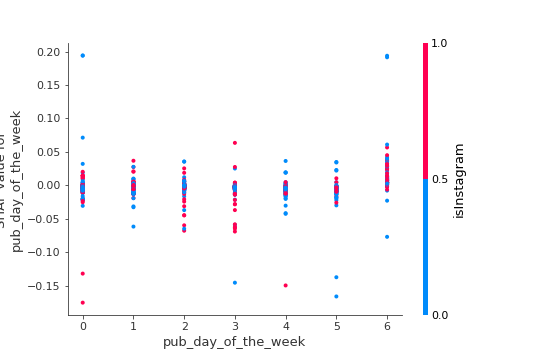 0.20
0.15
0.10
0.05
0.00
−0.05
−0.10
−0.15
SHAP value for
pub_day_of_the_week
0 1 2 3 4 5 6
pub_day_of_the_week
1.0
0.5
0.0
isInstagram